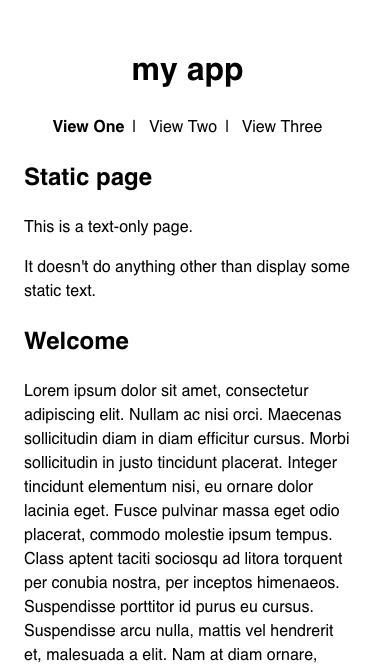 my app
View One | View Two | View Three
Static page
This is a text-only page.
It doesn't do anything other than display some
static text.
Welcome
Lorem ipsum dolor sit amet, consectetur
adipiscing elit. Nullam ac nisi orci. Maecenas
sollicitudin diam in diam efficitur cursus. Morbi
sollicitudin in justo tincidunt placerat. Integer
tincidunt elementum nisi, eu ornare dolor
lacinia eget. Fusce pulvinar massa eget odio
placerat, commodo molestie ipsum tempus.
Class aptent taciti sociosqu ad litora torquent
per conubia nostra, per inceptos himenaeos.
Suspendisse porttitor id purus eu cursus.
Suspendisse arcu nulla, mattis vel hendrerit
et, malesuada a elit. Nam at diam ornare,